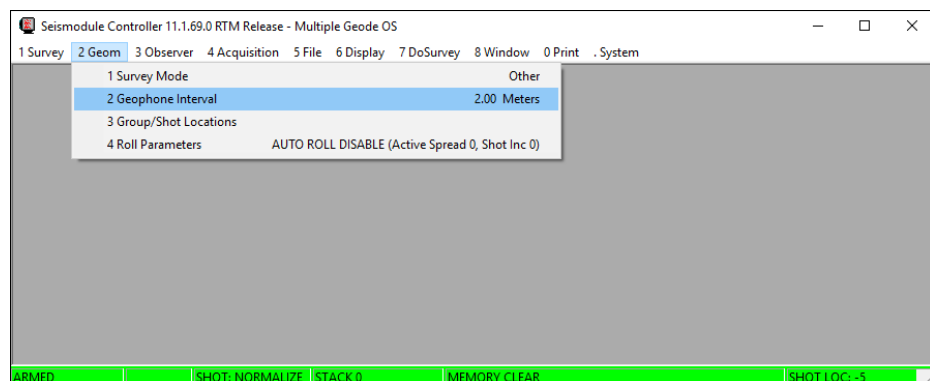 Seismodule Controller 11.1.69.0 RTM Release - Multiple Geode OS
1 Survey 2 Geom 3 Observer 4 Acquisition 5 File 6 Display 7 DoSurvey 8 Window 0 Print . System
1 Survey Mode Other
2 Geophone Interval 2.00 Meters
3 Group/Shot Locations
4 Roll Parameters AUTO ROLL DISABLE (Active Spread 0, Shot Inc 0)
ARMED SHOT: NORMALIZE STACK 0 MEMORY CLEAR SHOT LOC: -5